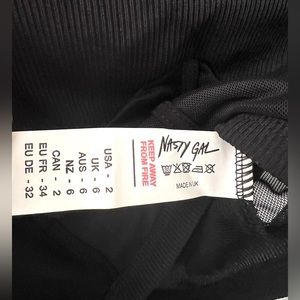 NASTY GAL
MADE IN UK
KEEP AWAY
FROM FIRE
USA - 2
UK - 6
AUS - 6
NZ - 6
CAN - 2
EU FR - 34
EU DE - 32